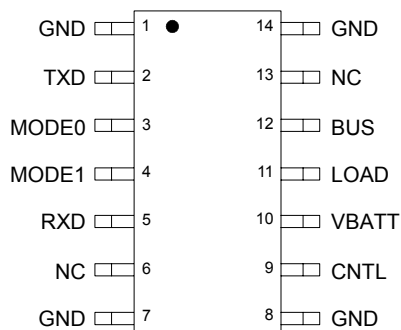 GND 1 14 GND
TXD 2 13 NC
MODE0 3 12 BUS
MODE1 4 11 LOAD
RXD 5 10 VBATT
NC 6 9 CNTL
GND 7 8 GND